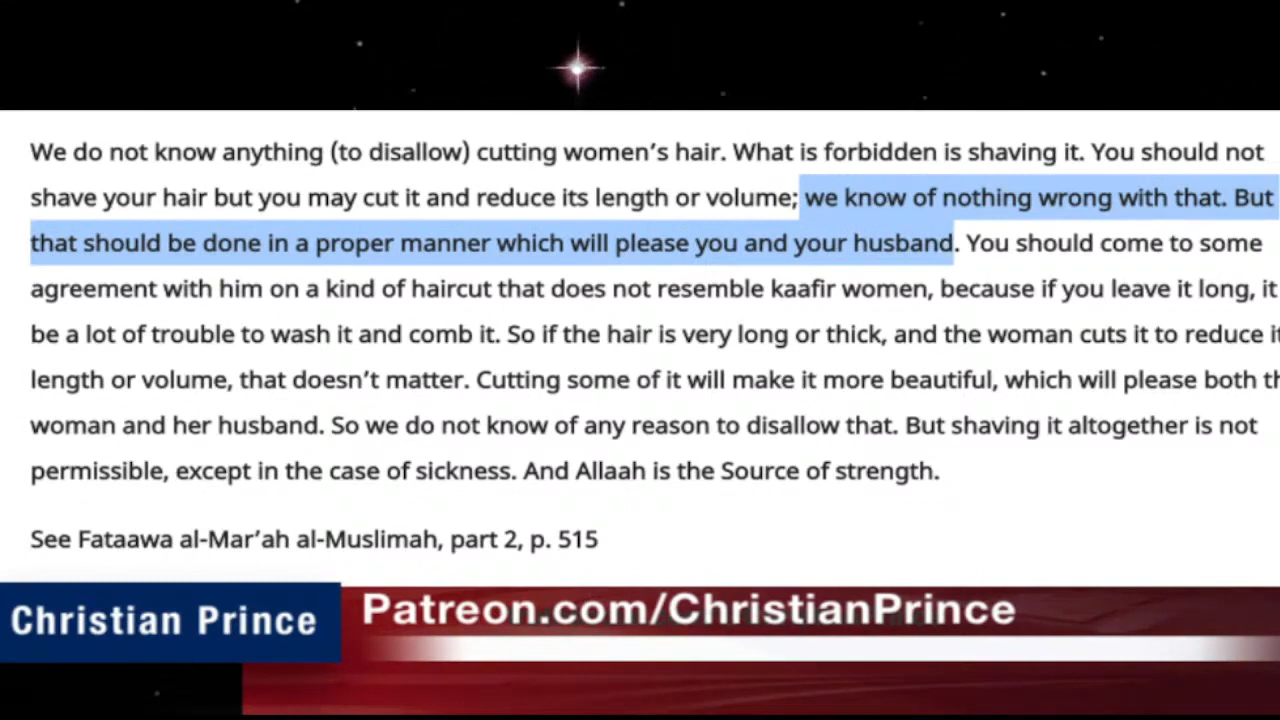 We do not know anything (to disallow) cutting women’s hair. What is forbidden is shaving it. You should not
shave your hair but you may cut it and reduce its length or volume; we know of nothing wrong with that. But
that should be done in a proper manner which will please you and your husband. You should come to some
agreement with him on a kind of haircut that does not resemble kaafir women, because if you leave it long, it
be a lot of trouble to wash it and comb it. So if the hair is very long or thick, and the woman cuts it to reduce
length or volume, that doesn’t matter. Cutting some of it will make it more beautiful, which will please both
woman and her husband. So we do not know of any reason to disallow that. But shaving it altogether is not
permissible, except in the case of sickness. And Allaah is the Source of strength.
See Fataawa al-Mar’ah al-Muslimah, part 2, p. 515
Christian Prince
Patreon.com/ChristianPrince